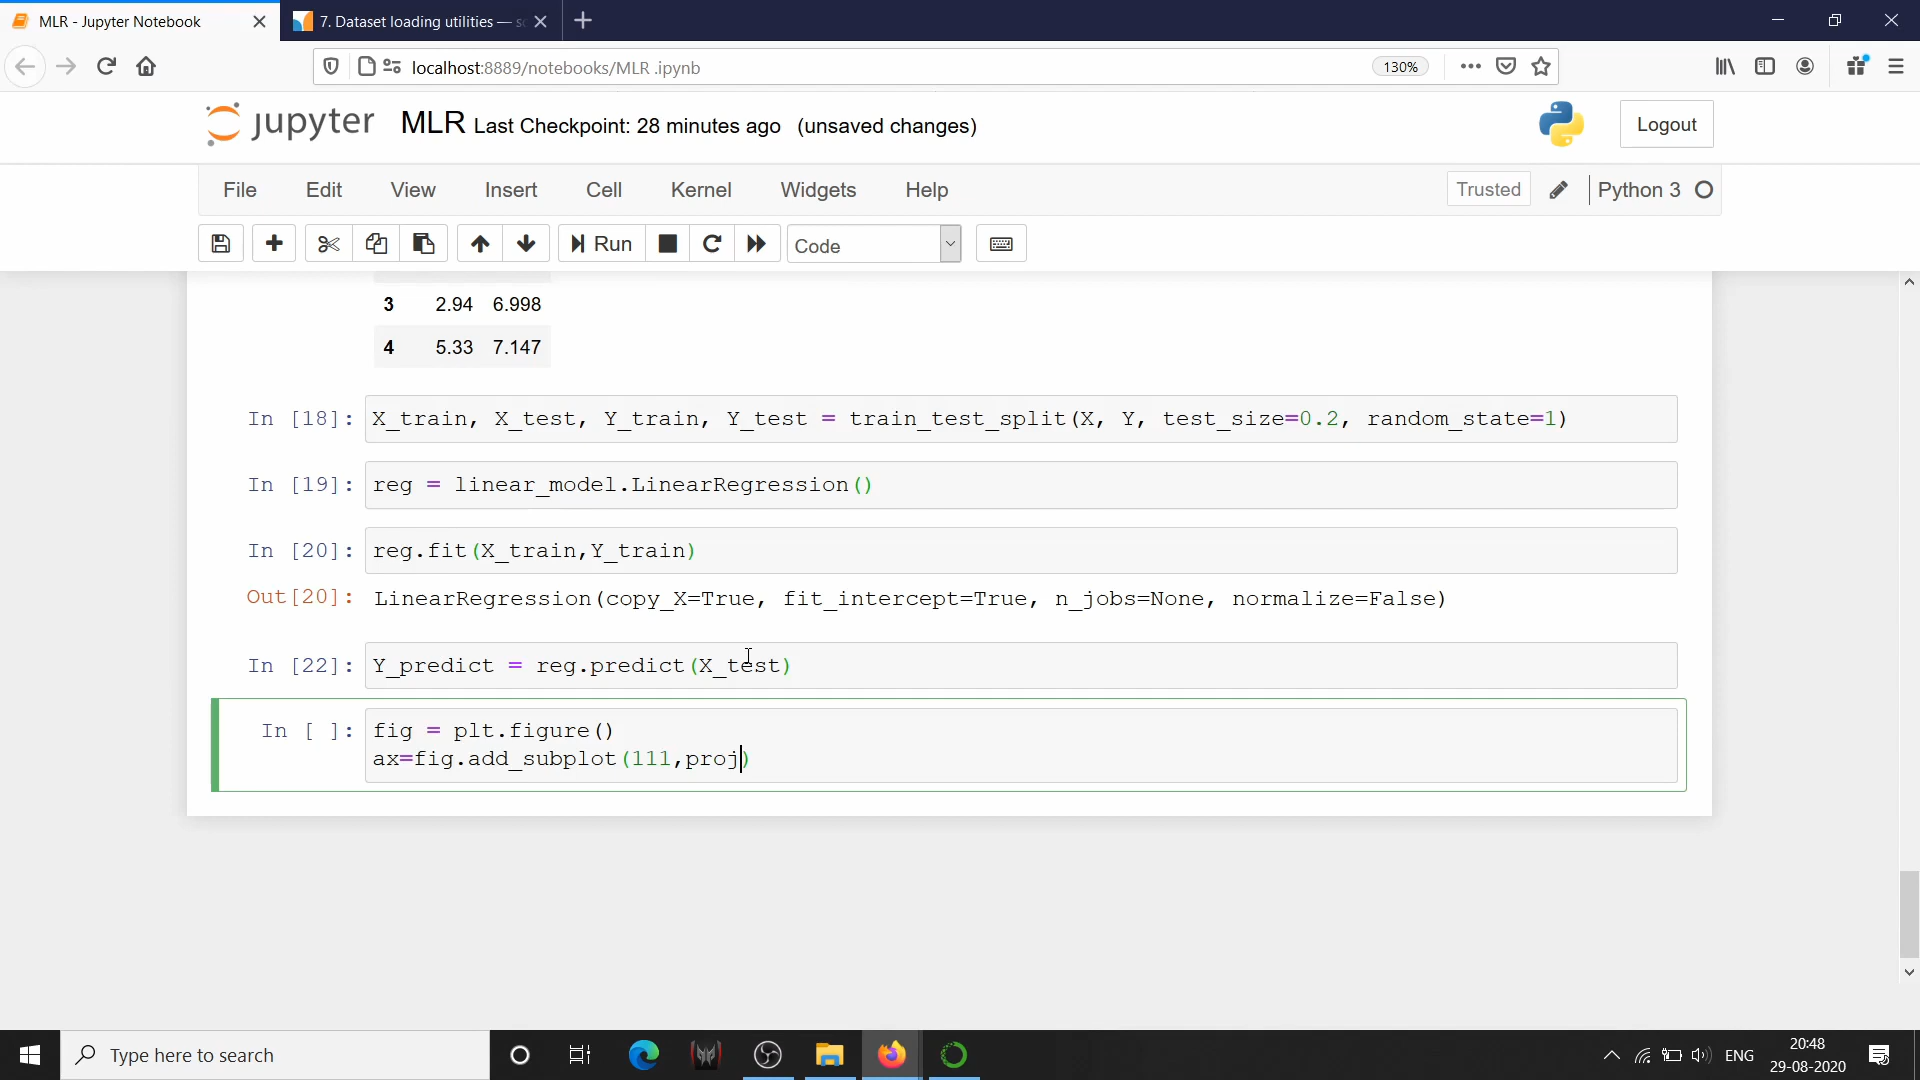 MLR - Jupyter Notebook
7. Dataset loading utilities — sc
localhost:8889/notebooks/MLR .ipynb
130%
jupyter MLR Last Checkpoint: 28 minutes ago (unsaved changes)
Logout
File Edit View Insert Cell Kernel Widgets Help
Trusted
Python 3
Run
Code
3 2.94 6.998
4 5.33 7.147
In [18]: X_train, X_test, Y_train, Y_test = train_test_split(X, Y, test_size=0.2, random_state=1)
In [19]: reg = linear_model.LinearRegression()
In [20]: reg.fit(X_train,Y_train)
Out[20]: LinearRegression(copy_X=True, fit_intercept=True, n_jobs=None, normalize=False)
In [22]: Y_predict = reg.predict(X_test)
In [ ]: fig = plt.figure()
ax=fig.add_subplot(111,proj)
Type here to search
ENG
20:48
29-08-2020